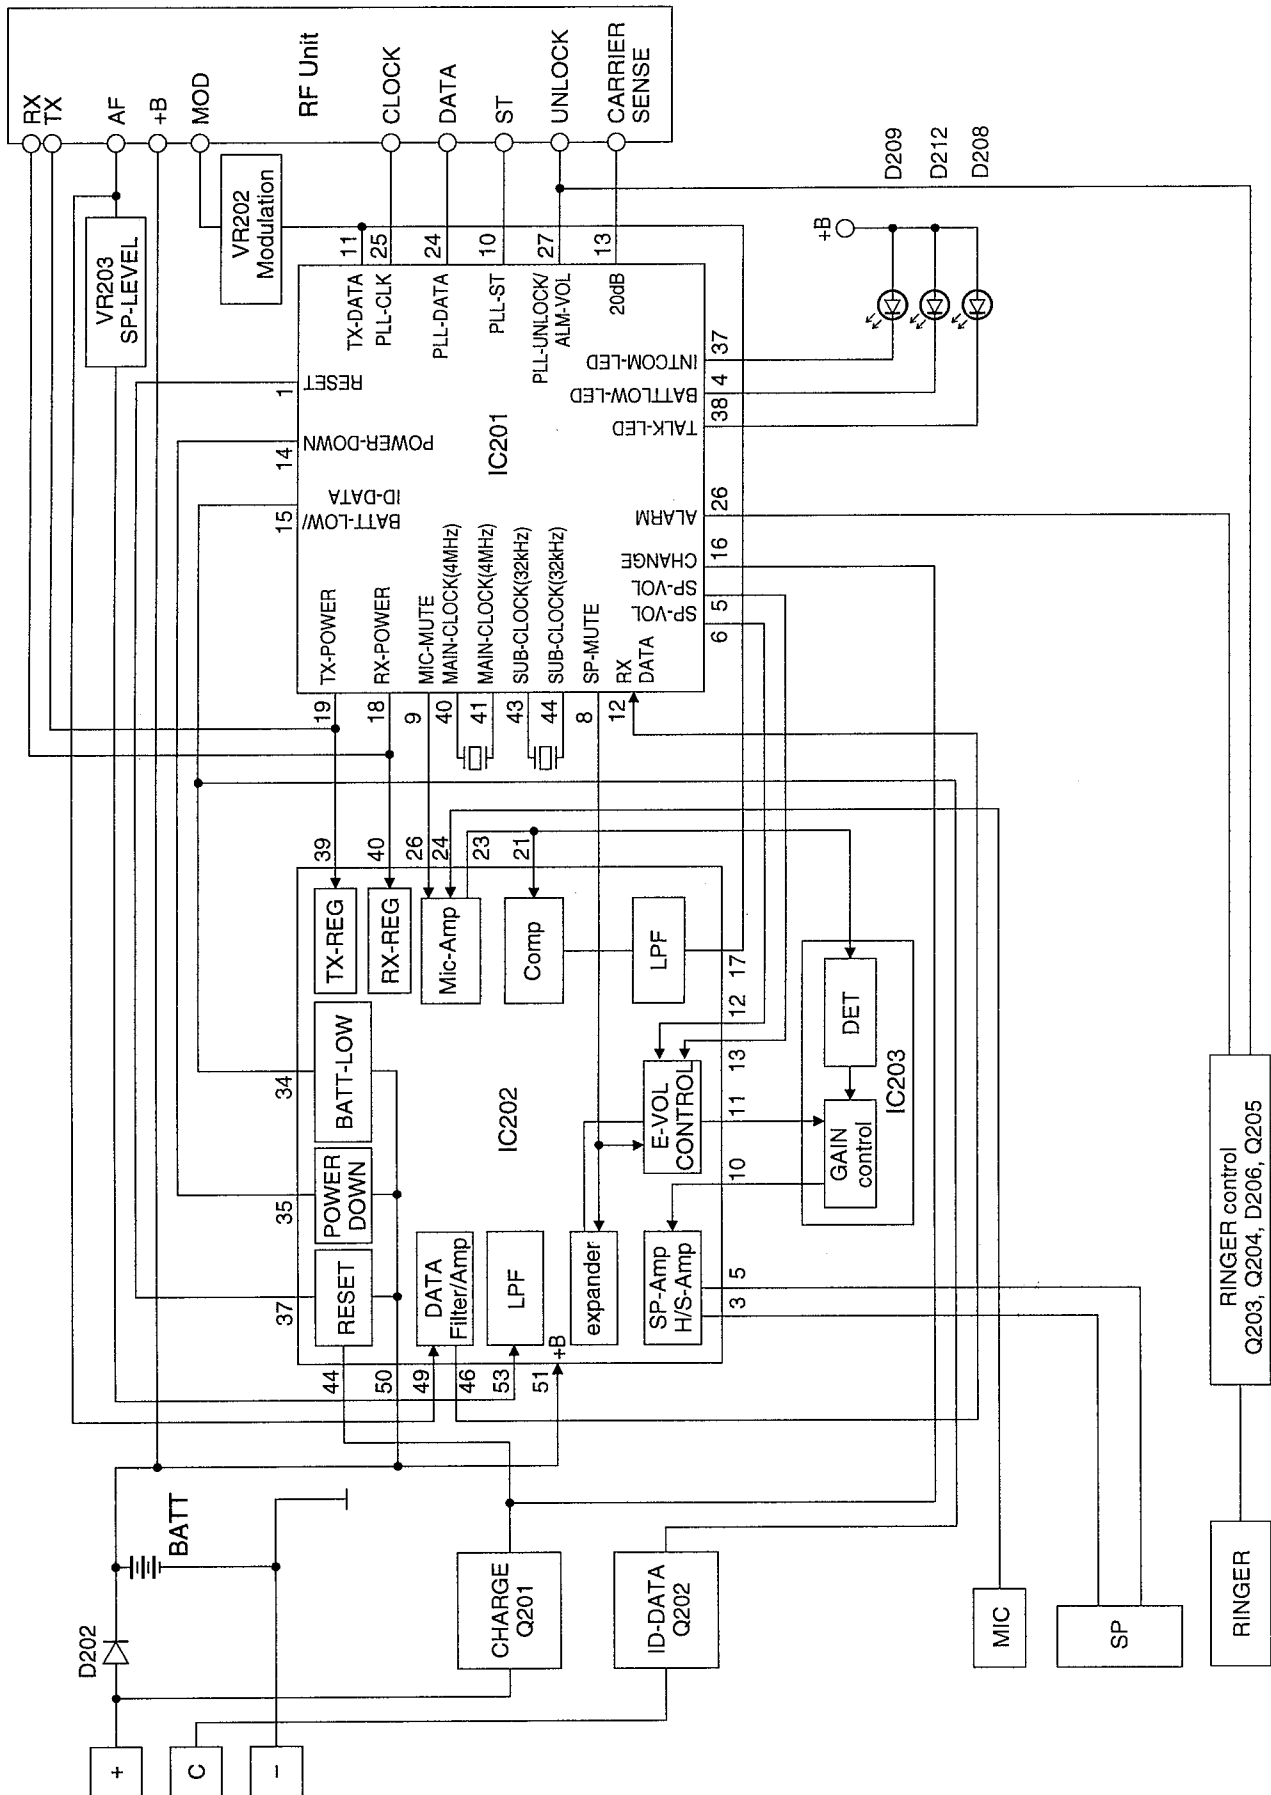 RX
TX
AF
+B
MOD
RF Unit
CLOCK
DATA
ST
UNLOCK
CARRIER
SENSE
VR203
SP-LEVEL
VR202
Modulation
11
25
24
10
27
13
TX-DATA
PLL-CLK
PLL-DATA
PLL-ST
PLL-UNLOCK/
ALM-VOL
20dB
1
RESET
14
POWER-DOWN
15
BATT-LOW/
ID-DATA
IC201
INTCOM-LED
37
BATTLOW-LED
4
TALK-LED
38
ALARM
26
CHANGE
16
SP-VOL
5
SP-VOL
6
+B
D209
D212
D208
TX-POWER
RX-POWER
MIC-MUTE
MAIN-CLOCK(4MHz)
MAIN-CLOCK(4MHz)
SUB-CLOCK(32kHz)
SUB-CLOCK(32kHz)
SP-MUTE
RX
DATA
19
18
9
40
41
43
44
8
12
39
40
26
24
23
21
TX-REG
RX-REG
Mic-Amp
Comp
LPF
17
12
13
11
10
5
3
34
BATT-LOW
35
POWER
DOWN
37
RESET
IC202
DATA
Filter/Amp
LPF
expander
E-VOL
CONTROL
SP-Amp
H/S-Amp
DET
GAIN
control
IC203
44
50
49
46
53
51
+B
D202
BATT
+
C
−
CHARGE
Q201
ID-DATA
Q202
MIC
SP
RINGER
RINGER control
Q203, Q204, D206, Q205